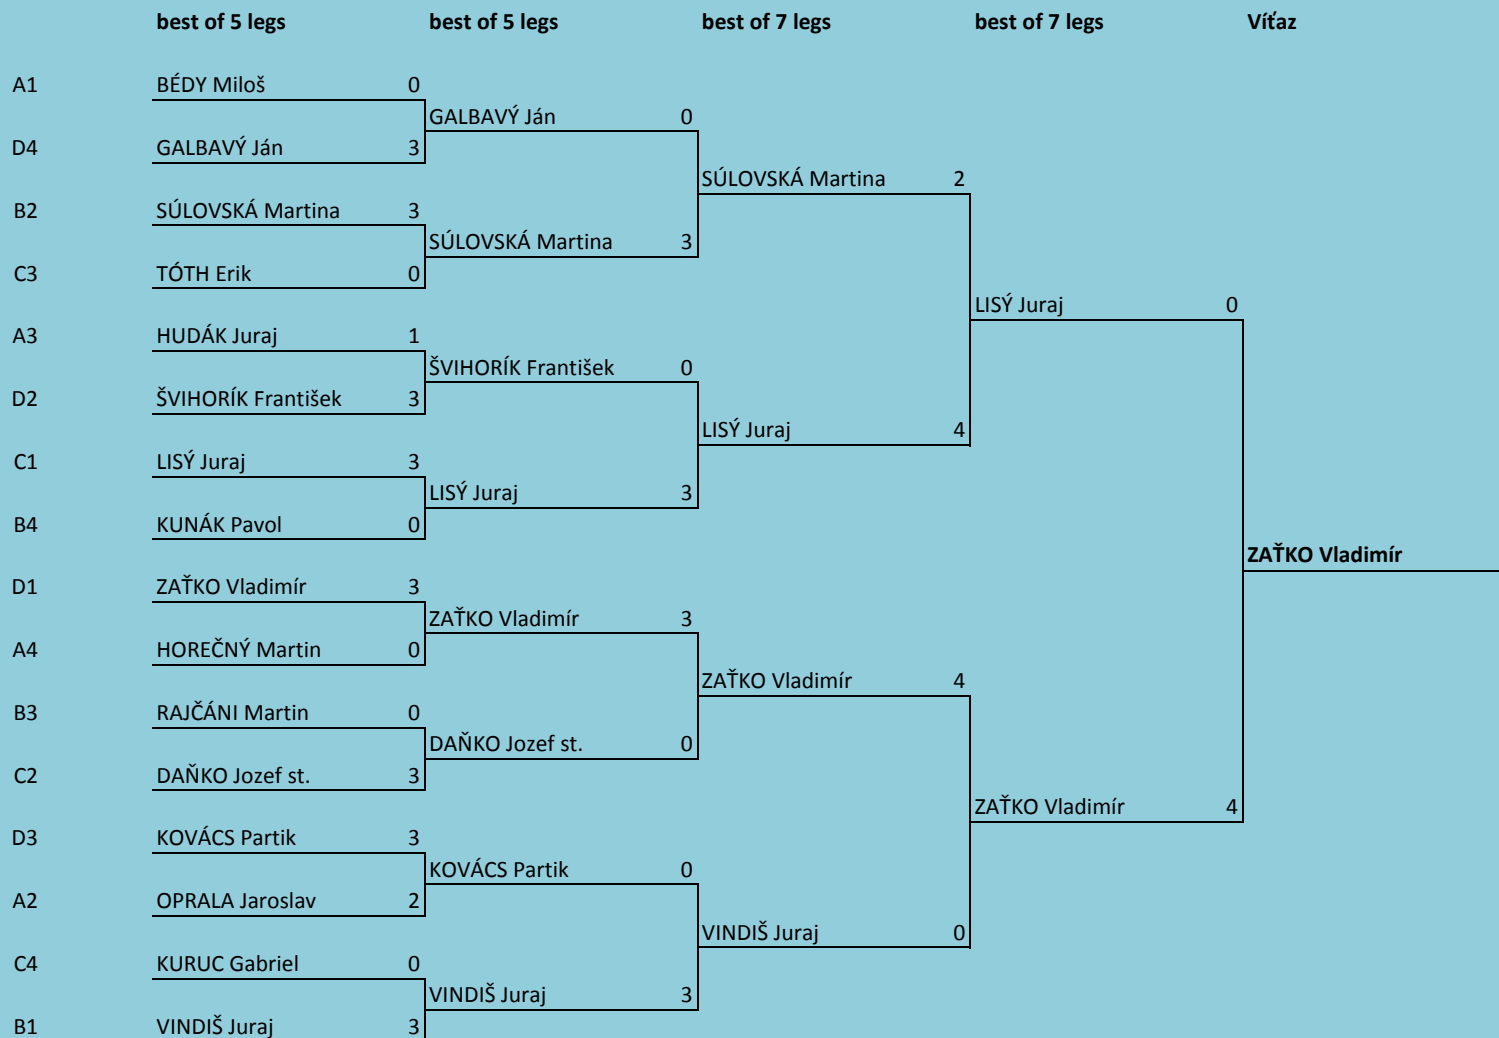 best of 5 legs best of 5 legs best of 7 legs best of 7 legs Víťaz
A1 BÉDY Miloš 0
GALBAVÝ Ján 0
D4 GALBAVÝ Ján 3
SÚLOVSKÁ Martina 2
B2 SÚLOVSKÁ Martina 3
SÚLOVSKÁ Martina 3
C3 TÓTH Erik 0
LISÝ Juraj 0
A3 HUDÁK Juraj 1
ŠVIHORÍK František 0
D2 ŠVIHORÍK František 3
LISÝ Juraj 4
C1 LISÝ Juraj 3
LISÝ Juraj 3
B4 KUNÁK Pavol 0
ZAŤKO Vladimír
D1 ZAŤKO Vladimír 3
ZAŤKO Vladimír 3
A4 HOREČNÝ Martin 0
ZAŤKO Vladimír 4
B3 RAJČÁNI Martin 0
DAŇKO Jozef st. 0
C2 DAŇKO Jozef st. 3
ZAŤKO Vladimír 4
D3 KOVÁCS Partik 3
KOVÁCS Partik 0
A2 OPRALA Jaroslav 2
VINDIŠ Juraj 0
C4 KURUC Gabriel 0
VINDIŠ Juraj 3
B1 VINDIŠ Juraj 3